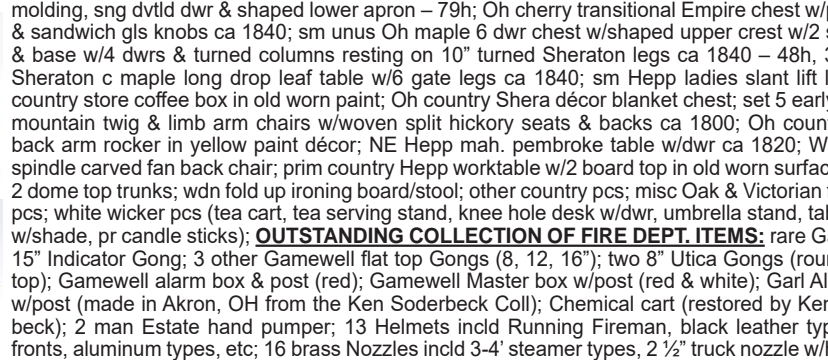 molding, sng dvtld dwr & shaped lower apron – 79h; Oh cherry transitional Empire chest w/
& sandwich gls knobs ca 1840; sm unus Oh maple 6 dwr chest w/shaped upper crest w/2
& base w/4 dwrs & turned columns resting on 10” turned Sheraton legs ca 1840 – 48h,
Sheraton c maple long drop leaf table w/6 gate legs ca 1840; sm Hepp ladies slant lift
country store coffee box in old worn paint; Oh country Shera décor blanket chest; set 5
mountain twig & limb arm chairs w/woven split hickory seats & backs ca 1800; Oh
back arm rocker in yellow paint décor; NE Hepp mah. pembroke table w/dwr ca 1820;
spindle carved fan back chair; prim country Hepp worktable w/2 board top in old worn
2 dome top trunks; wdn fold up ironing board/stool; other country pcs; misc Oak & Victorian
pcs; white wicker pcs (tea cart, tea serving stand, knee hole desk w/dwr, umbrella stand,
w/shade, pr candle sticks); OUTSTANDING COLLECTION OF FIRE DEPT. ITEMS: rare
15” Indicator Gong; 3 other Gamewell flat top Gongs (8, 12, 16”); two 8” Utica Gongs
top); Gamewell alarm box & post (red); Gamewell Master box w/post (red & white); Garl
w/post (made in Akron, OH from the Ken Soderbeck Coll); Chemical cart (restored by
beck); 2 man Estate hand pumper; 13 Helmets incld Running Fireman, black leather
fronts, aluminum types, etc; 16 brass Nozzles incld 3-4’ steamer types, 2 ½” truck nozzle